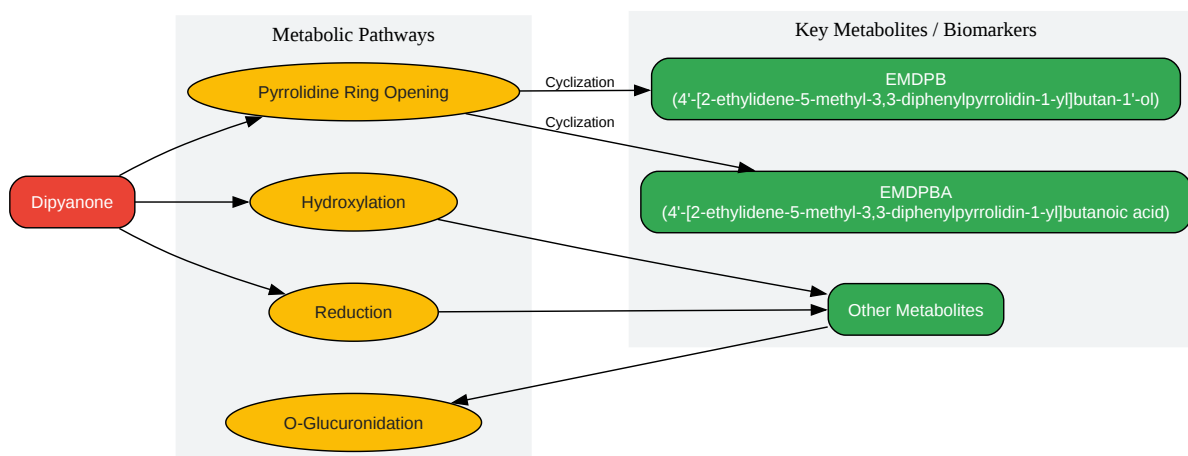 Metabolic Pathways
Key Metabolites / Biomarkers
Pyrrolidine Ring Opening
Cyclization
EMDPB
(4'-[2-ethylidene-5-methyl-3,3-diphenylpyrrolidin-1-yl]butan-1'-ol)
Cyclization
Dipyanone
Hydroxylation
EMDPBA
(4'-[2-ethylidene-5-methyl-3,3-diphenylpyrrolidin-1-yl]butanoic acid)
Reduction
Other Metabolites
O-Glucuronidation